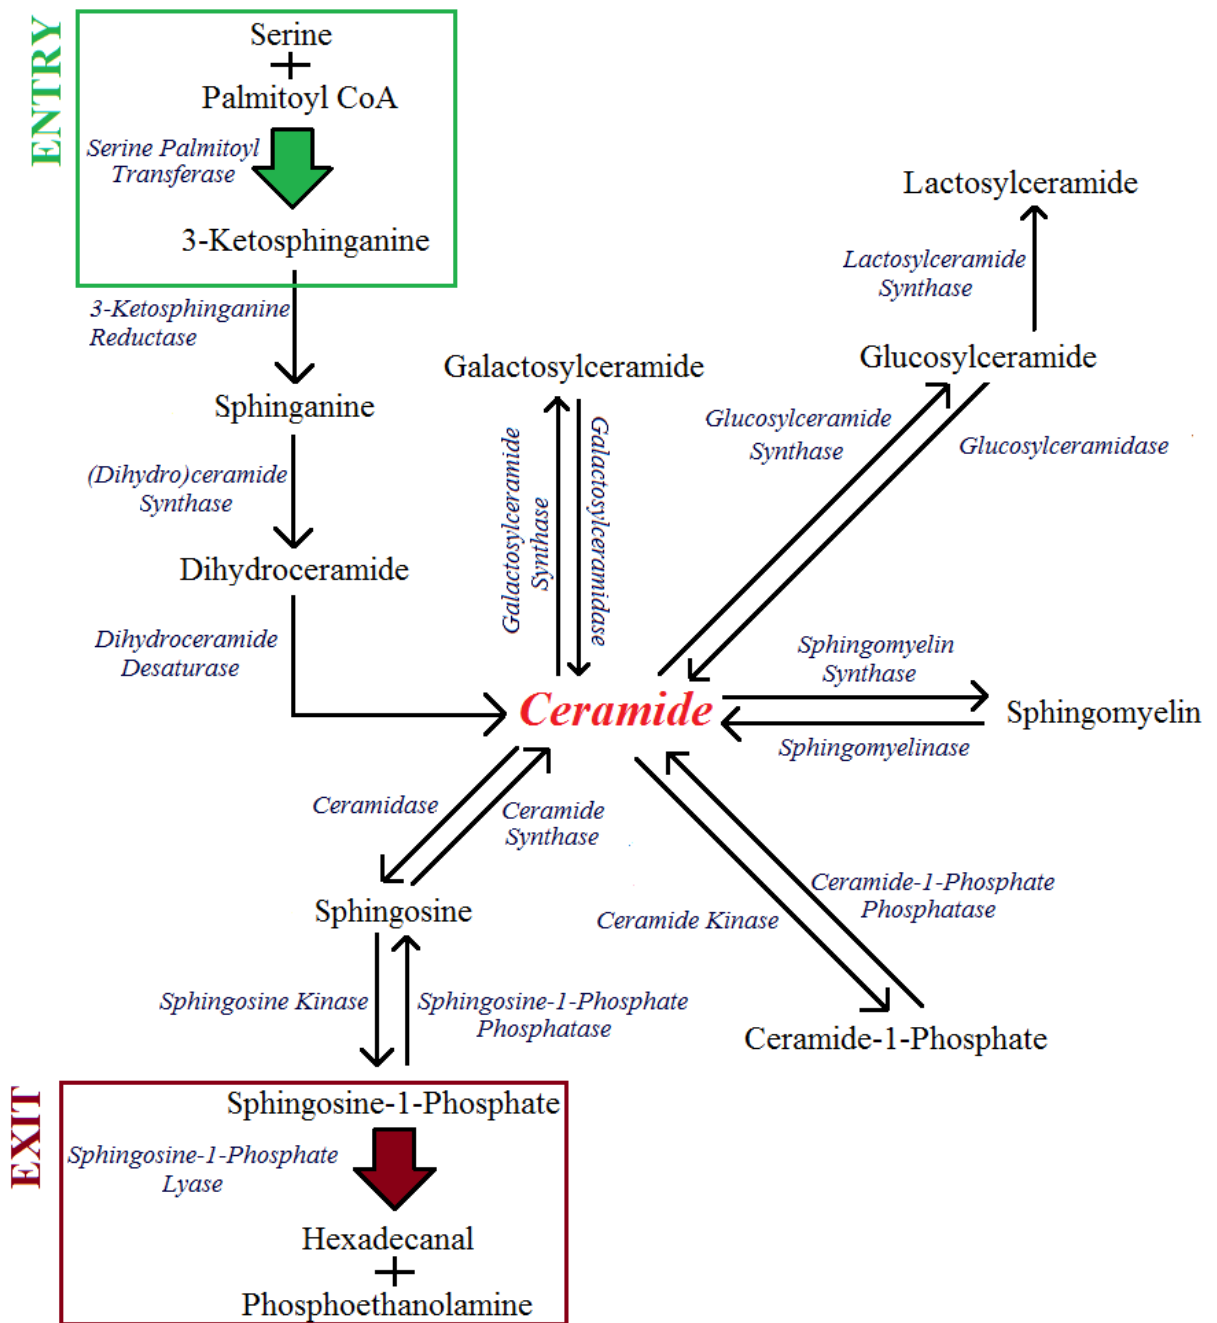 ENTRY
Serine
+
Palmitoyl CoA
Serine Palmitoyl
Transferase
3-Ketosphinganine
3-Ketosphinganine
Reductase
Sphinganine
(Dihydro)ceramide
Synthase
Dihydroceramide
Dihydroceramide
Desaturase
Galactosylceramide
Galactosylceramide
Synthase
Galactosylceramidase
Lactosylceramide
Lactosylceramide
Synthase
Glucosylceramide
Glucosylceramide
Synthase
Glucosylceramidase
Ceramide
Sphingomyelin
Synthase
Sphingomyelin
Sphingomyelinase
Ceramidase
Ceramide
Synthase
Sphingosine
Ceramide Kinase
Ceramide-1-Phosphate
Phosphatase
Ceramide-1-Phosphate
Sphingosine Kinase
Sphingosine-1-Phosphate
Phosphatase
EXIT
Sphingosine-1-Phosphate
Sphingosine-1-Phosphate
Lyase
Hexadecanal
+
Phosphoethanolamine